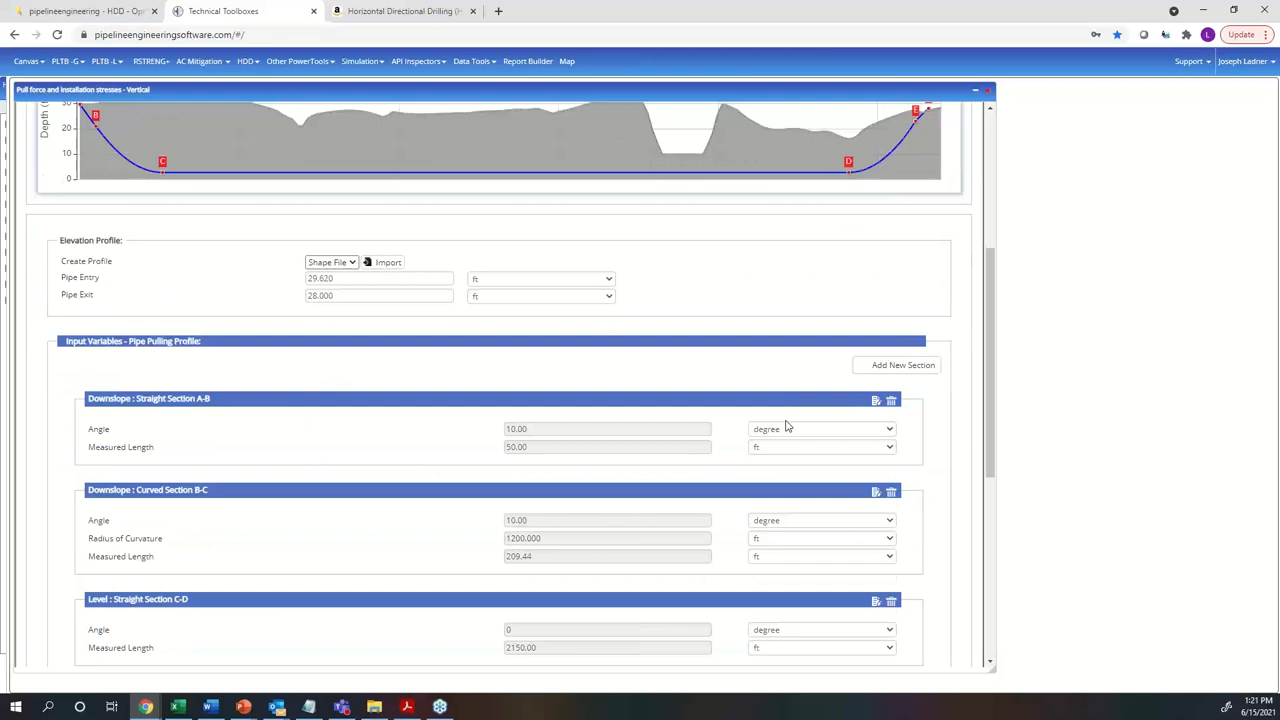 pipelineengineering - HDD - Ope
Technical Toolboxes
Horizontal Directional Drilling (H
pipelineengineeringsoftware.com/#/
L
Update
Canvas PLTB -G PLTB -L RSTRENG+ AC Mitigation HDD Other PowerTools Simulation API Inspectors Data Tools Report Builder Map Support Joseph Ladner
Pull force and installation stresses - Vertical
Depth (
30
B
E
20
C
D
10
0
Elevation Profile:
Create Profile Shape File Import
Pipe Entry 29.620 ft
Pipe Exit 28.000 ft
Input Variables - Pipe Pulling Profile:
Add New Section
Downslope : Straight Section A-B
Angle 10.00 degree
Measured Length 50.00 ft
Downslope : Curved Section B-C
Angle 10.00 degree
Radius of Curvature 1200.000 ft
Measured Length 209.44 ft
Level : Straight Section C-D
Angle 0 degree
Measured Length 2150.00 ft
1:21 PM
6/15/2021